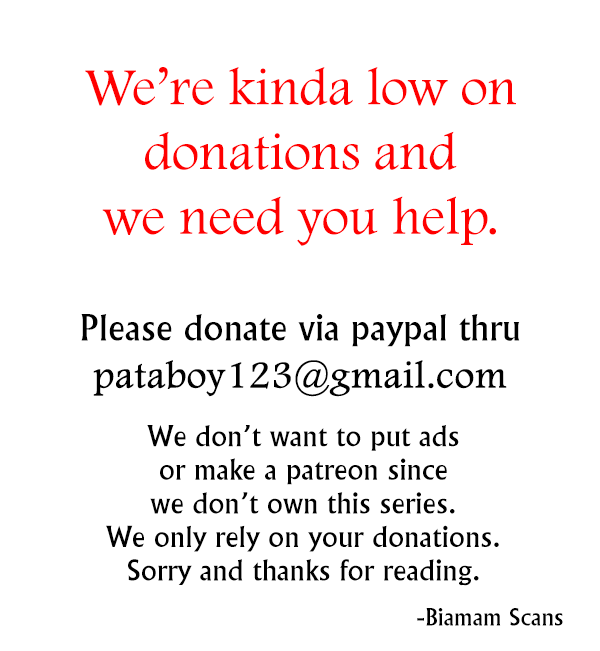 We're kinda low on
donations and
we need you help.
Please donate via paypal thru
pataboy123@gmail.com
We don't want to put ads
or make a patreon since
we don't own this series.
We only rely on your donations.
Sorry and thanks for reading.
-Biamam Scans